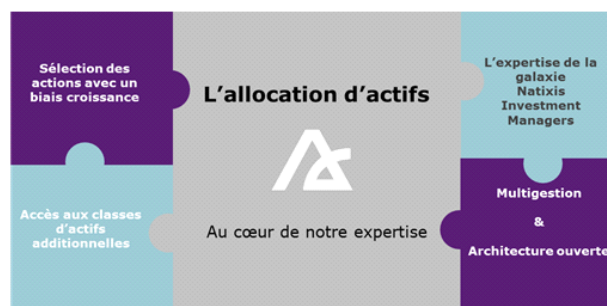 Sélection des
actions avec un
biais croissance
L'allocation d'actifs
L'expertise de la
galaxie
Natixis
Investment
Managers
Accès aux classes
d'actifs
additionnelles
Au cœur de notre expertise
Multigestion
&
Architecture ouverte